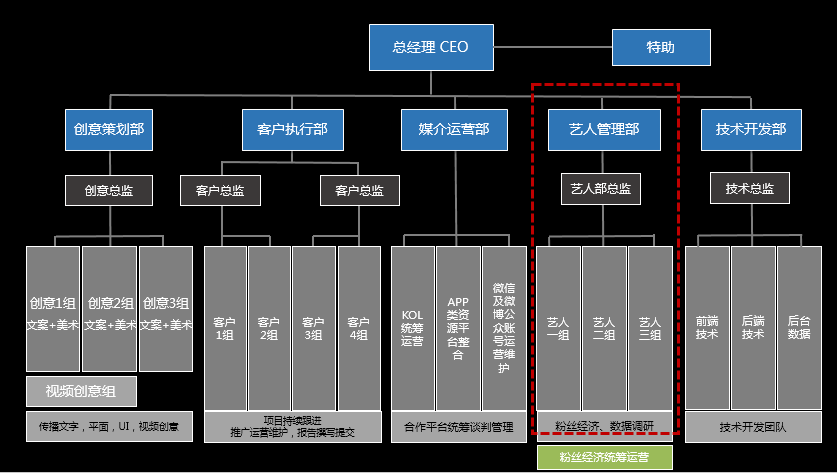 总经理 CEO
特助
创意策划部
客户执行部
媒介运营部
艺人管理部
技术开发部
创意总监
客户总监
客户总监
艺人部总监
技术总监
创意1组
文案+美术
创意2组
文案+美术
创意3组
文案+美术
客户
1组
客户
2组
客户
3组
客户
4组
KOL
统筹
运营
APP
类资
源平
台整
合
微信
及微
博公
众账
号运
营维
护
艺人
一组
艺人
二组
艺人
三组
前端
技术
后端
技术
后台
数据
视频创意组
传播文字，平面，UI，视频创意
项目持续跟进
推广运营维护，报告撰写提交
合作平台统筹谈判管理
粉丝经济、数据调研
技术开发团队
粉丝经济统筹运营